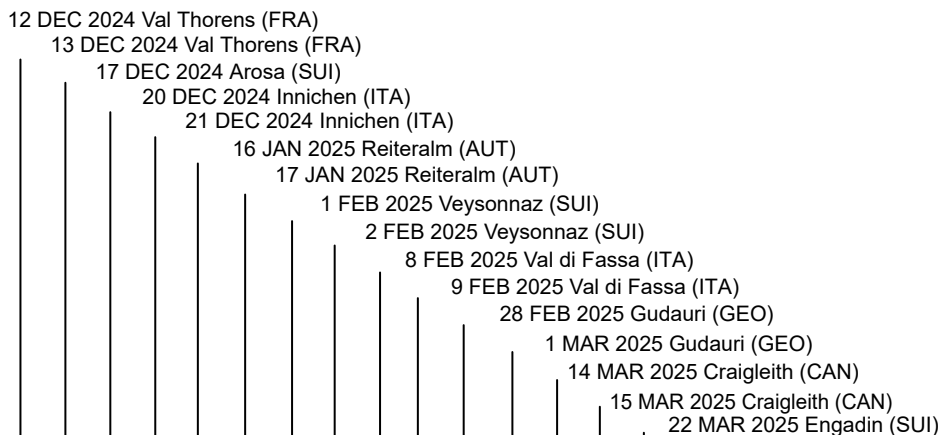 12 DEC 2024 Val Thorens (FRA)
13 DEC 2024 Val Thorens (FRA)
17 DEC 2024 Arosa (SUI)
20 DEC 2024 Innichen (ITA)
21 DEC 2024 Innichen (ITA)
16 JAN 2025 Reiteralm (AUT)
17 JAN 2025 Reiteralm (AUT)
1 FEB 2025 Veysonnaz (SUI)
2 FEB 2025 Veysonnaz (SUI)
8 FEB 2025 Val di Fassa (ITA)
9 FEB 2025 Val di Fassa (ITA)
28 FEB 2025 Gudauri (GEO)
1 MAR 2025 Gudauri (GEO)
14 MAR 2025 Craigleith (CAN)
15 MAR 2025 Craigleith (CAN)
22 MAR 2025 Engadin (SUI)